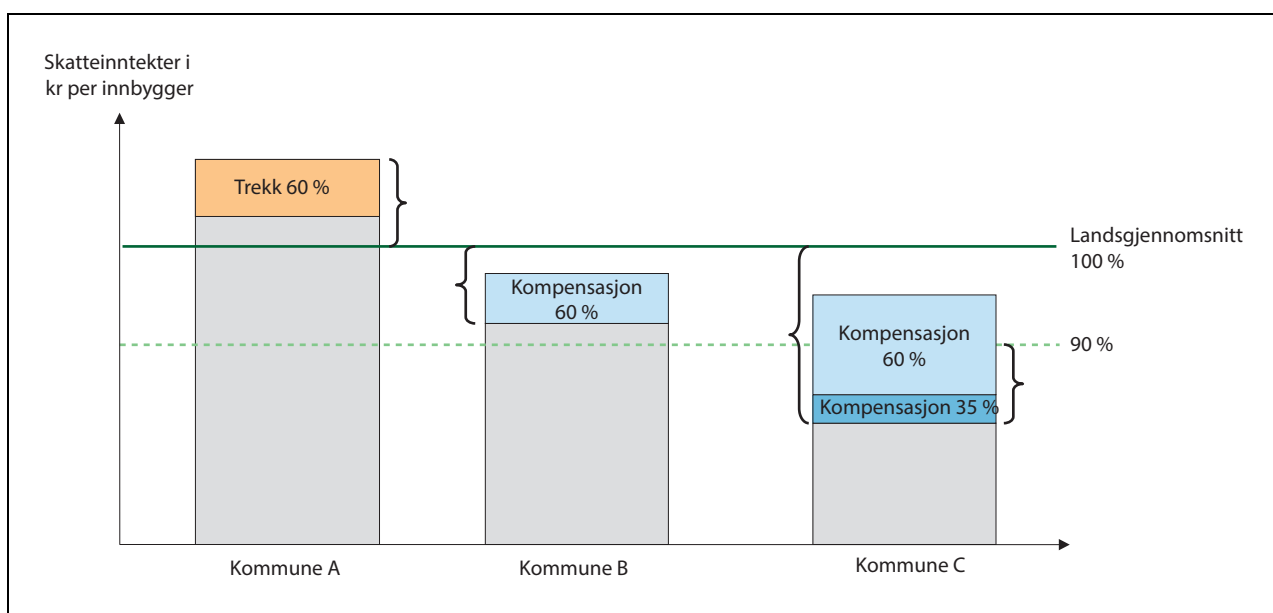 Skatteinntekter i
kr per innbygger
Trekk 60 %
Landsgjennomsnitt
100 %
Kompensasjon
60 %
90 %
Kompensasjon
60 %
Kompensasjon 35 %
Kommune A
Kommune B
Kommune C